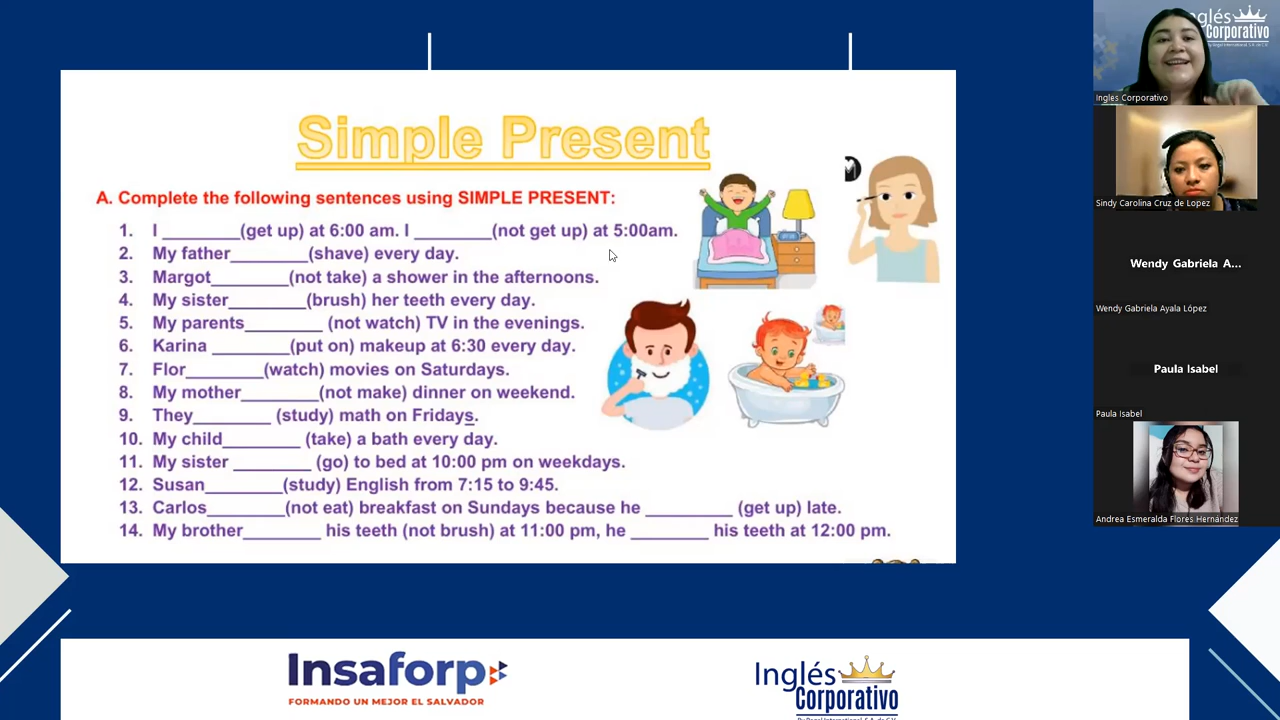 Simple Present
A. Complete the following sentences using SIMPLE PRESENT:
1. I ________(get up) at 6:00 am. I ________(not get up) at 5:00am.
2. My father________(shave) every day.
3. Margot________(not take) a shower in the afternoons.
4. My sister________(brush) her teeth every day.
5. My parents________ (not watch) TV in the evenings.
6. Karina ________(put on) makeup at 6:30 every day.
7. Flor________(watch) movies on Saturdays.
8. My mother________(not make) dinner on weekend.
9. They________ (study) math on Fridays.
10. My child________ (take) a bath every day.
11. My sister ________ (go) to bed at 10:00 pm on weekdays.
12. Susan________(study) English from 7:15 to 9:45.
13. Carlos________(not eat) breakfast on Sundays because he _________ (get up) late.
14. My brother________ his teeth (not brush) at 11:00 pm, he ________ his teeth at 12:00 pm.
Insaforp
FORMANDO UN MEJOR EL SALVADOR
Inglés
Corporativo
Inglés
Corporativo
Inglés Corporativo
Sindy Carolina Cruz de Lopez
Wendy Gabriela A...
Wendy Gabriela Ayala López
Paula Isabel
Paula Isabel
Andrea Esmeralda Flores Hernández